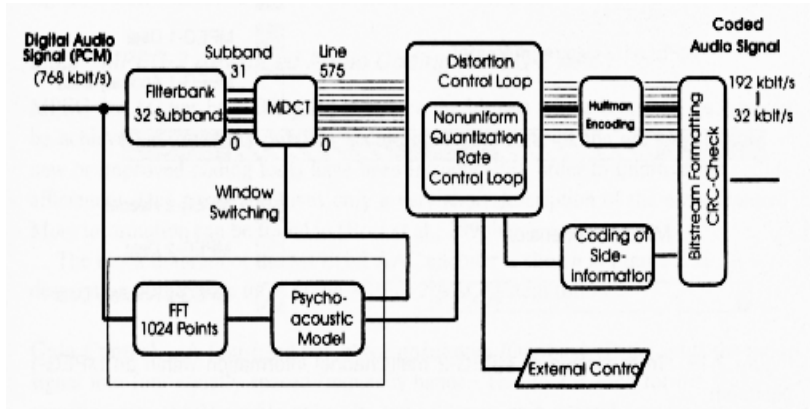 Digital Audio
Signal (PCM)
(768 kbit/s)
Subband
31
Filterbank
32 Subband
0
Line
575
MDCT
0
Window
Switching
FFT
1024 Points
Psycho-
acoustic
Model
Distortion
Control Loop
Nonuniform
Quantization
Rate
Control Loop
Huffman
Encoding
Coding of
Side-
information
External Control
Bitstream Formatting
CRC-Check
Coded
Audio Signal
192 kbit/s
32 kbit/s